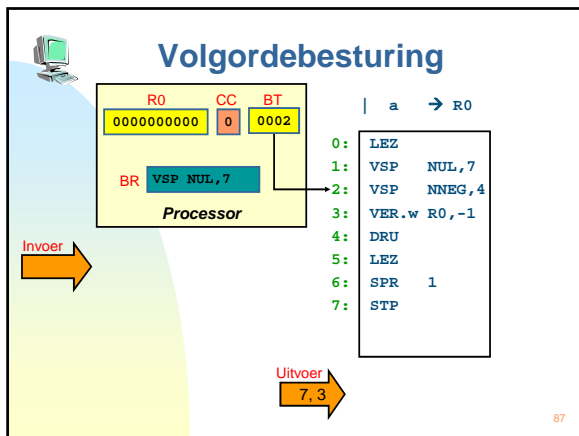 Volgordebesturing
R0 CC BT
0000000000 0 0002
BR VSP NUL,7
Processor
Invoer
| a → R0
0: LEZ
1: VSP NUL,7
2: VSP NNEG,4
3: VER.w R0,-1
4: DRU
5: LEZ
6: SPR 1
7: STP
Uitvoer
7, 3
87